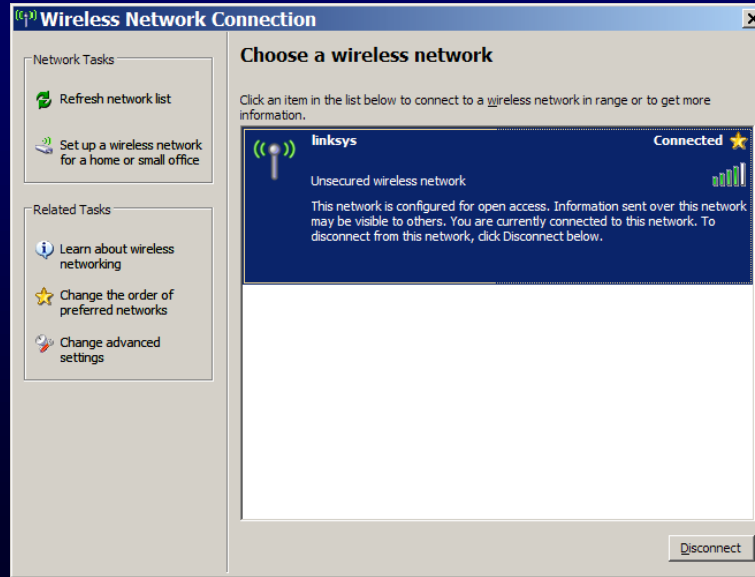 Wireless Network Connection
Network Tasks
Refresh network list
Set up a wireless network
for a home or small office
Related Tasks
Learn about wireless
networking
Change the order of
preferred networks
Change advanced
settings
Choose a wireless network
Click an item in the list below to connect to a wireless network in range or to get more
information.
linksys Connected
Unsecured wireless network
This network is configured for open access. Information sent over this network
may be visible to others. You are currently connected to this network. To
disconnect from this network, click Disconnect below.
Disconnect